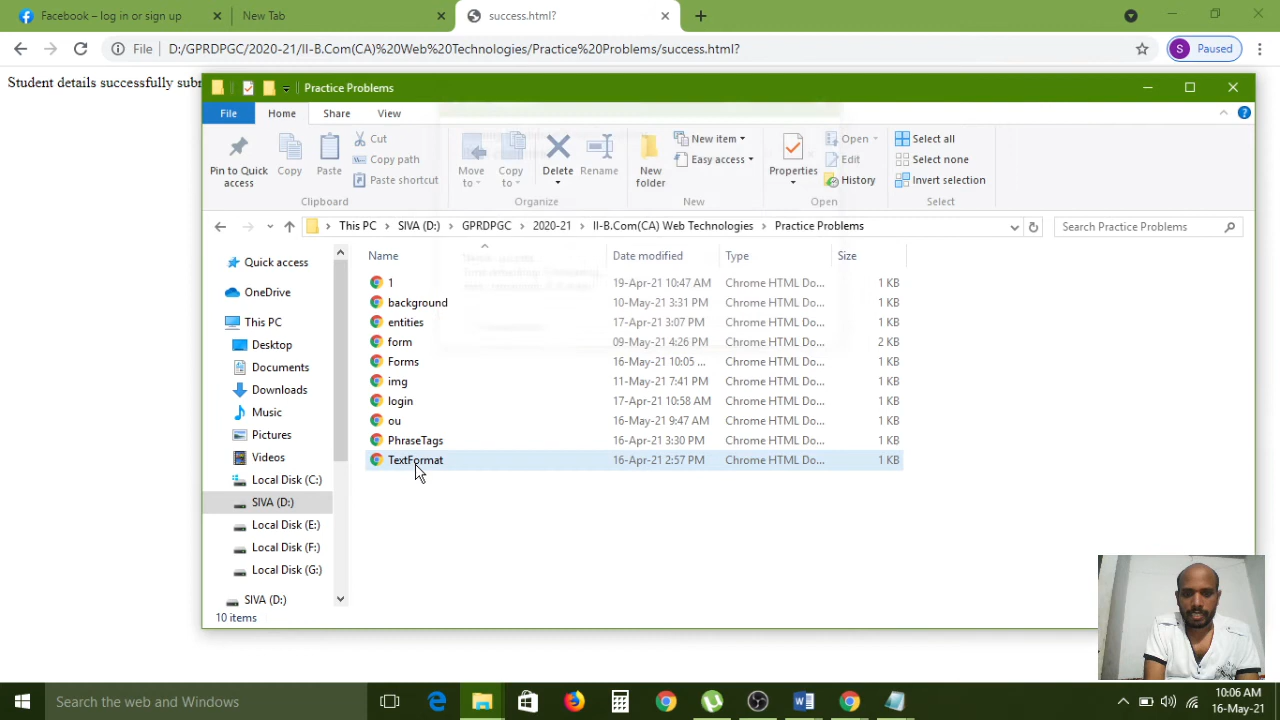 Facebook – log in or sign up
New Tab
success.html?
File
D:/GPRDPGC/2020-21/II-B.Com(CA)%20Web%20Technologies/Practice%20Problems/success.html?
S Paused
Student details successfully
Practice Problems
File Home Share View
Pin to Quick access
Copy
Paste
Cut
Copy path
Paste shortcut
Clipboard
Move to
Copy to
Delete
Rename
Organize
New folder
New item
Easy access
New
Properties
Open
Edit
History
Open
Select all
Select none
Invert selection
Select
This PC
SIVA (D:)
GPRDPGC
2020-21
II-B.Com(CA) Web Technologies
Practice Problems
Search Practice Problems
Quick access
OneDrive
This PC
Desktop
Documents
Downloads
Music
Pictures
Videos
Local Disk (C:)
SIVA (D:)
Local Disk (E:)
Local Disk (F:)
Local Disk (G:)
SIVA (D:)
Name Date modified Type Size
1 19-Apr-21 10:47 AM Chrome HTML Do... 1 KB
background 10-May-21 3:31 PM Chrome HTML Do... 1 KB
entities 17-Apr-21 3:07 PM Chrome HTML Do... 1 KB
form 09-May-21 4:26 PM Chrome HTML Do... 2 KB
Forms 16-May-21 10:05 ... Chrome HTML Do... 1 KB
img 11-May-21 7:41 PM Chrome HTML Do... 1 KB
login 17-Apr-21 10:58 AM Chrome HTML Do... 1 KB
ou 16-May-21 9:47 AM Chrome HTML Do... 1 KB
PhraseTags 16-Apr-21 3:30 PM Chrome HTML Do... 1 KB
TextFormat 16-Apr-21 2:57 PM Chrome HTML Do... 1 KB
10 items
Search the web and Windows
10:06 AM
16-May-21